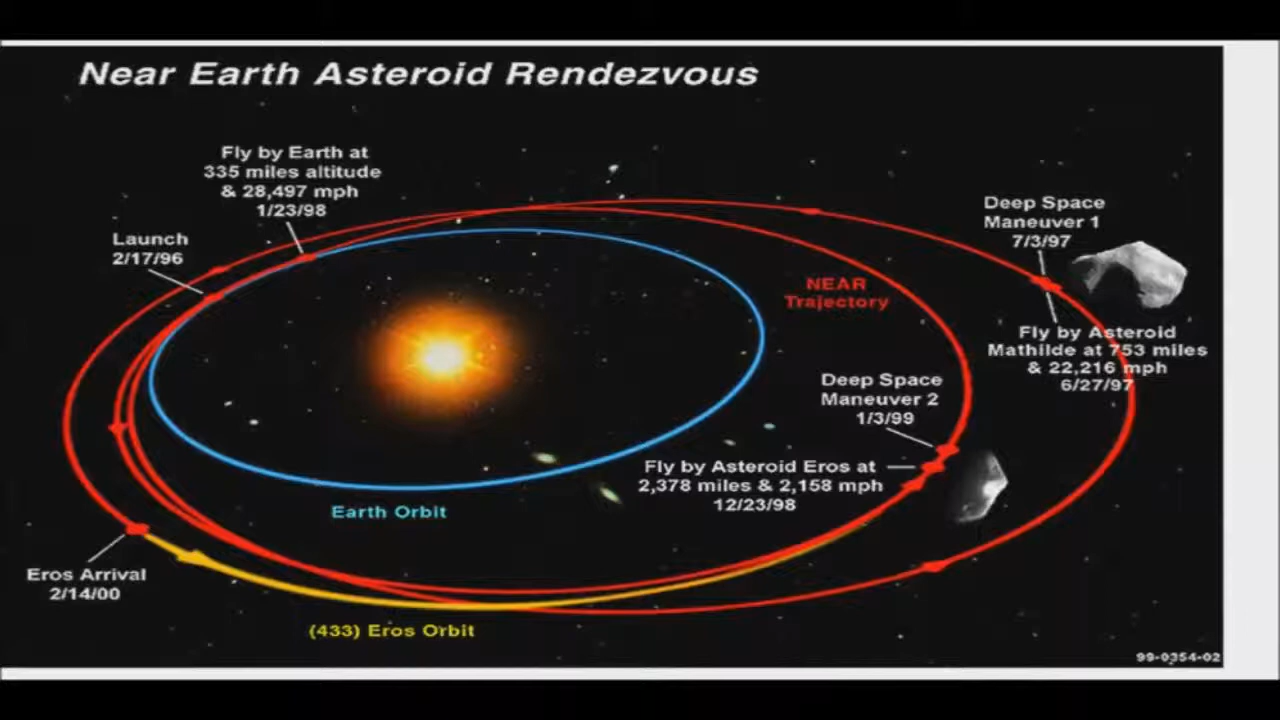 Near Earth Asteroid Rendezvous
Fly by Earth at
335 miles altitude
& 28,497 mph
1/23/98
Launch
2/17/96
Deep Space
Maneuver 1
7/3/97
NEAR
Trajectory
Fly by Asteroid
Mathilde at 753 miles
& 22,216 mph
6/27/97
Deep Space
Maneuver 2
1/3/99
Fly by Asteroid Eros at
2,378 miles & 2,158 mph
12/23/98
Earth Orbit
Eros Arrival
2/14/00
(433) Eros Orbit
99-0354-02